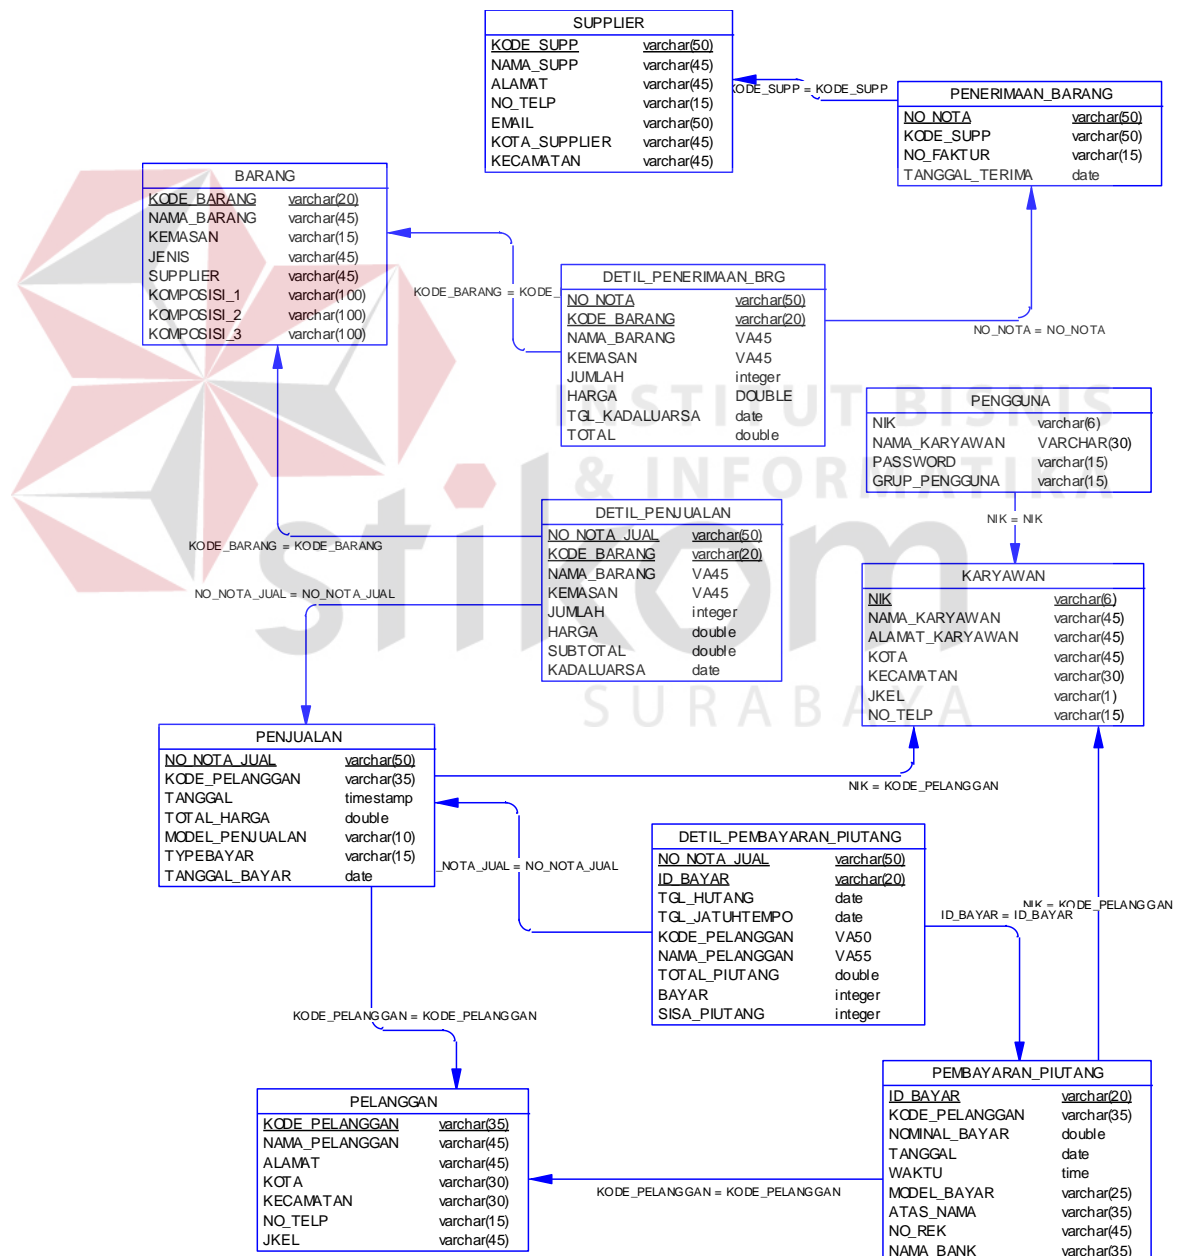 SUPPLIER
KODE_SUPP varchar(50)
NAMA_SUPP varchar(45)
ALAMAT varchar(45)
NO_TELP varchar(15)
EMAIL varchar(50)
KOTA_SUPPLIER varchar(45)
KECAMATAN varchar(45)
KODE_SUPP = KODE_SUPP
PENERIMAAN_BARANG
NO_NOTA varchar(50)
KODE_SUPP varchar(50)
NO_FAKTUR varchar(15)
TANGGAL_TERIMA date
BARANG
KODE_BARANG varchar(20)
NAMA_BARANG varchar(45)
KEMASAN varchar(15)
JENIS varchar(45)
SUPPLIER varchar(45)
KOMPOSISI_1 varchar(100)
KOMPOSISI_2 varchar(100)
KOMPOSISI_3 varchar(100)
KODE_BARANG = KODE_
DETIL_PENERIMAAN_BRG
NO_NOTA varchar(50)
KODE_BARANG varchar(20)
NAMA_BARANG VA45
KEMASAN VA45
JUMLAH integer
HARGA DOUBLE
TGL_KADALUARSA date
TOTAL double
NO_NOTA = NO_NOTA
INSTITUT BISNIS
& INFORMATIKA
stikom
SURABAYA
PENGGUNA
NIK varchar(6)
NAMA_KARYAWAN VARCHAR(30)
PASSWORD varchar(15)
GRUP_PENGGUNA varchar(15)
NIK = NIK
DETIL_PENJUALAN
NO_NOTA_JUAL varchar(50)
KODE_BARANG varchar(20)
NAMA_BARANG VA45
KEMASAN VA45
JUMLAH integer
HARGA double
SUBTOTAL double
KADALUARSA date
KODE_BARANG = KODE_BARANG
NO_NOTA_JUAL = NO_NOTA_JUAL
KARYAWAN
NIK varchar(6)
NAMA_KARYAWAN varchar(45)
ALAMAT_KARYAWAN varchar(45)
KOTA varchar(45)
KECAMATAN varchar(30)
JKEL varchar(1)
NO_TELP varchar(15)
PENJUALAN
NO_NOTA_JUAL varchar(50)
KODE_PELANGGAN varchar(35)
TANGGAL timestamp
TOTAL_HARGA double
MODEL_PENJUALAN varchar(10)
TYPEBAYAR varchar(15)
TANGGAL_BAYAR date
NIK = KODE_PELANGGAN
_NOTA_JUAL = NO_NOTA_JUAL
DETIL_PEMBAYARAN_PIUTANG
NO_NOTA_JUAL varchar(50)
ID_BAYAR varchar(20)
TGL_HUTANG date
TGL_JATUHTEMPO date
KODE_PELANGGAN VA50
NAMA_PELANGGAN VA55
TOTAL_PIUTANG double
BAYAR integer
SISA_PIUTANG integer
NIK = KODE_PELANGGAN
ID_BAYAR = ID_BAYAR
KODE_PELANGGAN = KODE_PELANGGAN
PELANGGAN
KODE_PELANGGAN varchar(35)
NAMA_PELANGGAN varchar(45)
ALAMAT varchar(45)
KOTA varchar(30)
KECAMATAN varchar(30)
NO_TELP varchar(15)
JKEL varchar(45)
KODE_PELANGGAN = KODE_PELANGGAN
PEMBAYARAN_PIUTANG
ID_BAYAR varchar(20)
KODE_PELANGGAN varchar(35)
NOMINAL_BAYAR double
TANGGAL date
WAKTU time
MODEL_BAYAR varchar(25)
ATAS_NAMA varchar(35)
NO_REK varchar(45)
NAMA_BANK varchar(35)